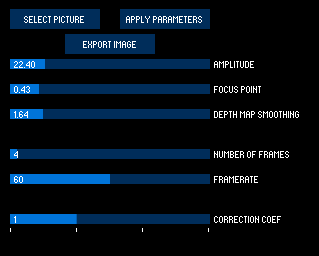 SELECT PICTURE APPLY PARAMETERS
EXPORT IMAGE
22.40 AMPLITUDE
0.43 FOCUS POINT
1.64 DEPTH MAP SMOOTHING
4 NUMBER OF FRAMES
60 FRAMERATE
1 CORRECTION COEF